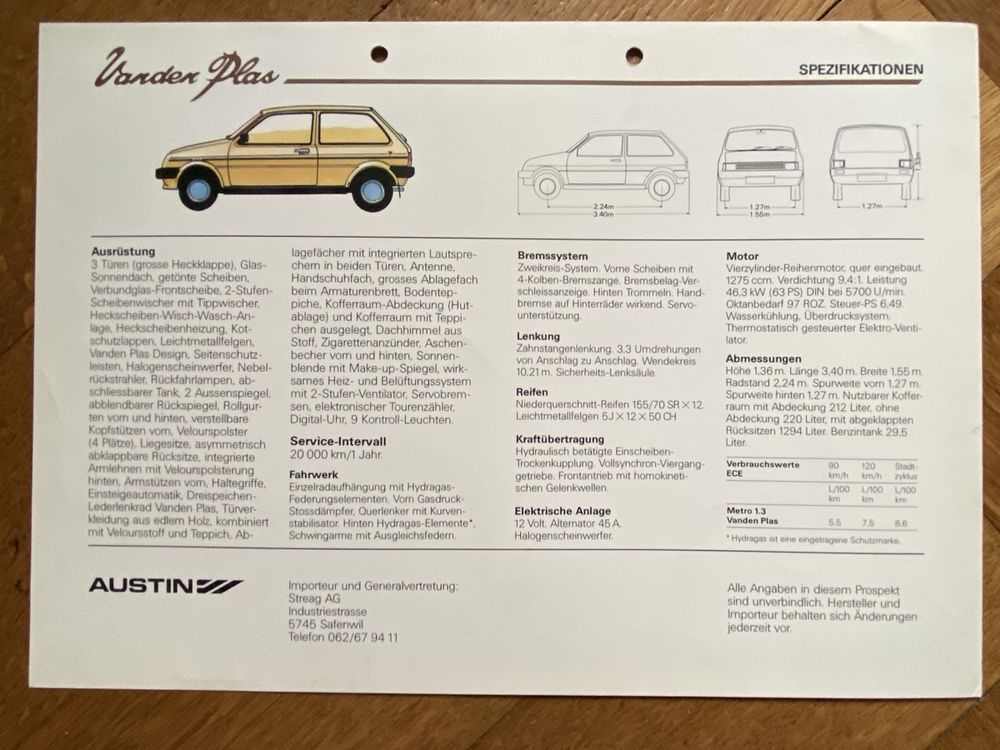 Vanden Plas
SPEZIFIKATIONEN
2.24m
3.40m
1.27m
1.55m
1.27m
Ausrüstung
3 Türen (grosse Heckklappe), Glas-
Sonnendach, getönte Scheiben,
Verbundglas-Frontscheibe, 2-Stufen-
Scheibenwischer mit Tippwischer,
Heckscheiben-Wisch-Wasch-An-
lage, Heckscheibenheizung, Kot-
schutzlappen, Leichtmetallfelgen,
Vanden Plas Design, Seitenschutz-
leisten, Halogenscheinwerfer, Nebel-
rückstrahler, Rückfahrlampen, ab-
schliessbarer Tank, 2 Aussenspiegel,
abblendbarer Rückspiegel, Rollgur-
ten vorn und hinten, verstellbare
Kopfstützen vorn, Velourspolster
(4 Plätze), Liegesitze, asymmetrisch
abklappbare Rücksitze, integrierte
Armlehnen mit Velourspolsterung
hinten, Armstützen vorn, Haltegriffe,
Einsteigeautomatik, Dreispeichen-
Lederlenkrad Vanden Plas, Türver-
kleidung aus edlem Holz, kombiniert
mit Veloursstoff und Teppich, Ab-
lagefächer mit integrierten Lautspre-
chern in beiden Türen, Antenne,
Handschuhfach, grosses Ablagefach
beim Armaturenbrett, Bodentep-
piche, Kofferraum-Abdeckung (Hut-
ablage) und Kofferraum mit Teppi-
chen ausgelegt, Dachhimmel aus
Stoff, Zigarettenanzünder, Aschen-
becher vorn und hinten, Sonnen-
blende mit Make-up-Spiegel, wirk-
sames Heiz- und Belüftungssystem
mit 2-Stufen-Ventilator, Servobrem-
sen, elektronischer Tourenzähler,
Digital-Uhr, 9 Kontroll-Leuchten.
Service-Intervall
20 000 km/1 Jahr.
Fahrwerk
Einzelradaufhängung mit Hydragas-
Federungselementen. Vorn Gasdruck-
Stossdämpfer, Querlenker mit Kurven-
stabilisator. Hinten Hydragas-Elemente*,
Schwingarme mit Ausgleichsfedern.
Bremssystem
Zweikreis-System. Vorne Scheiben mit
4-Kolben-Bremszange. Bremsbelag-Ver-
schleissanzeige. Hinten Trommeln. Hand-
bremse auf Hinterräder wirkend. Servo-
unterstützung.
Lenkung
Zahnstangenlenkung. 3,3 Umdrehungen
von Anschlag zu Anschlag. Wendekreis
10,21 m. Sicherheits-Lenksäule.
Reifen
Niederquerschnitt-Reifen 155/70 SR × 12.
Leichtmetallfelgen 5J × 12 × 50 CH
Kraftübertragung
Hydraulisch betätigte Einscheiben-
Trockenkupplung. Vollsynchron-Viergang-
getriebe. Frontantrieb mit homokineti-
schen Gelenkwellen.
Elektrische Anlage
12 Volt. Alternator 45 A.
Halogenscheinwerfer.
Motor
Vierzylinder-Reihenmotor, quer eingebaut.
1275 ccm. Verdichtung 9,4:1. Leistung
46,3 kW (63 PS) DIN bei 5700 U/min.
Oktanbedarf 97 ROZ. Steuer-PS 6,49.
Wasserkühlung, Überdrucksystem.
Thermostatisch gesteuerter Elektro-Venti-
lator.
Abmessungen
Höhe 1,36 m. Länge 3,40 m. Breite 1,55 m.
Radstand 2,24 m. Spurweite vorn 1,27 m.
Spurweite hinten 1,27 m. Nutzbarer Koffer-
raum mit Abdeckung 212 Liter, ohne
Abdeckung 220 Liter, mit abgeklappten
Rücksitzen 1294 Liter. Benzintank 29,5
Liter.
Verbrauchswerte 90 120 Stadt-
ECE km/h km/h zyklus
L/100 L/100 L/100
km km km
Metro 1.3
Vanden Plas 5.5 7.6 8.6
* Hydragas ist eine eingetragene Schutzmarke.
AUSTIN
Importeur und Generalvertretung:
Streag AG
Industriestrasse
5745 Safenwil
Telefon 062/67 94 11
Alle Angaben in diesem Prospekt
sind unverbindlich. Hersteller und
Importeur behalten sich Änderungen
jederzeit vor.